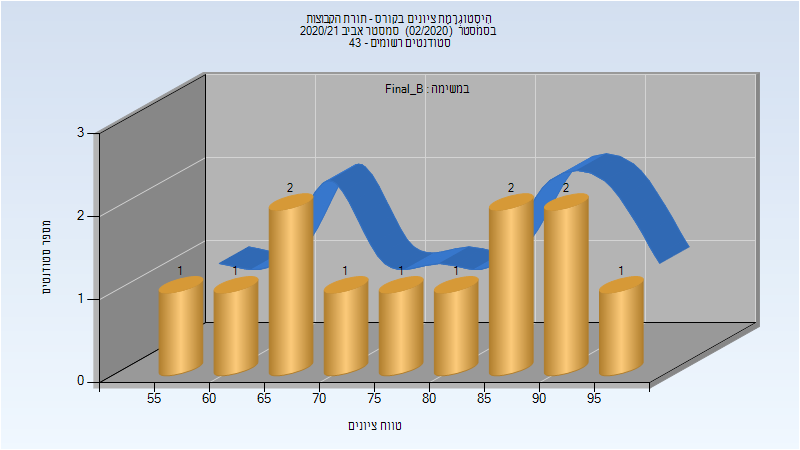 היסטוגרמת ציונים בקורס - תורת הקבוצות
בסמסטר (02/2020) סמסטר אביב 2020/21
סטודנטים רשומים - 43
במשימה : Final_B
3
2
1
0
2
2
2
1
1
1
1
1
1
55 60 65 70 75 80 85 90 95
מספר סטודנטים
טווח ציונים